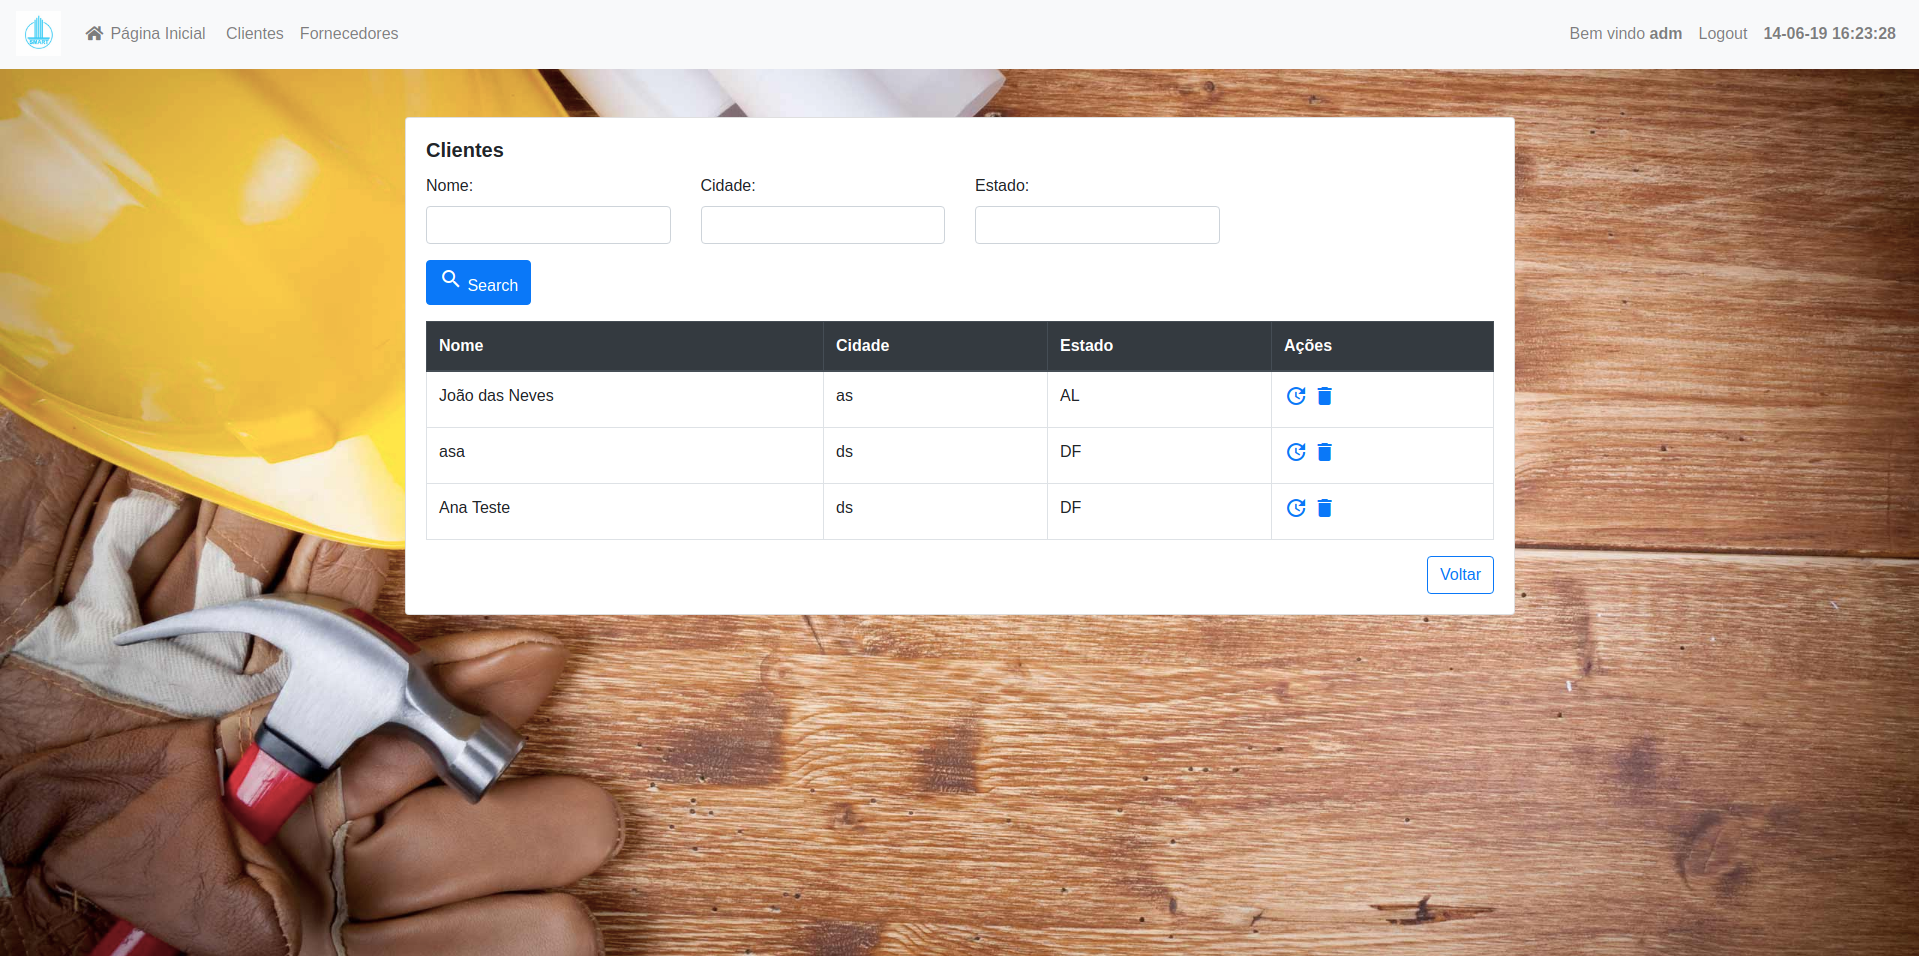 SMART
Página Inicial Clientes Fornecedores Bem vindo adm Logout 14-06-19 16:23:28
Clientes
Nome: Cidade: Estado:
Search
Nome Cidade Estado Ações
João das Neves as AL
asa ds DF
Ana Teste ds DF
Voltar